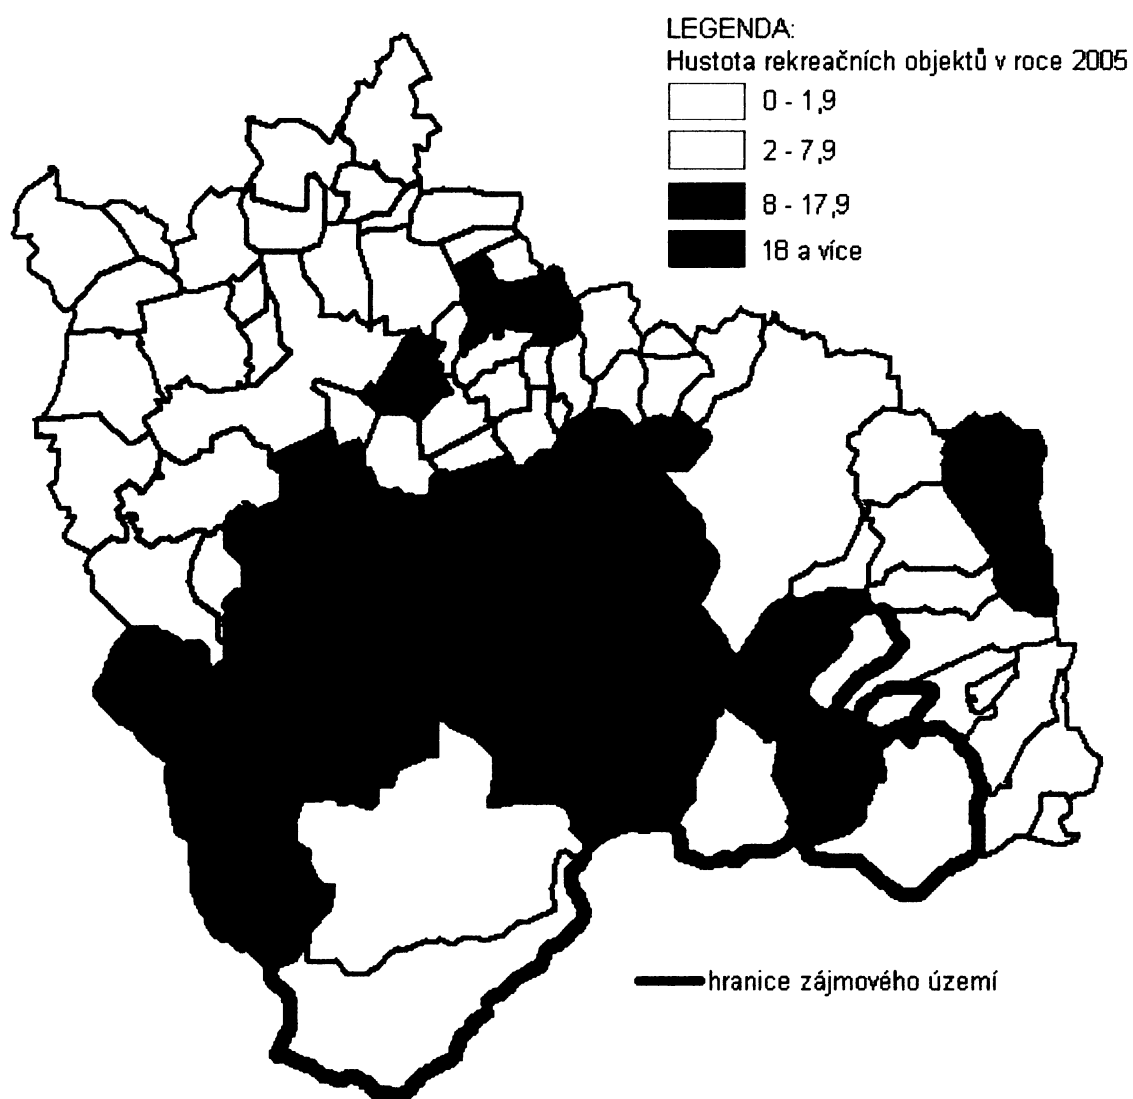 LEGENDA:
Hustota rekreačních objektů v roce 2005
0 - 1,9
2 - 7,9
8 - 17,9
18 a více
hranice zájmového území